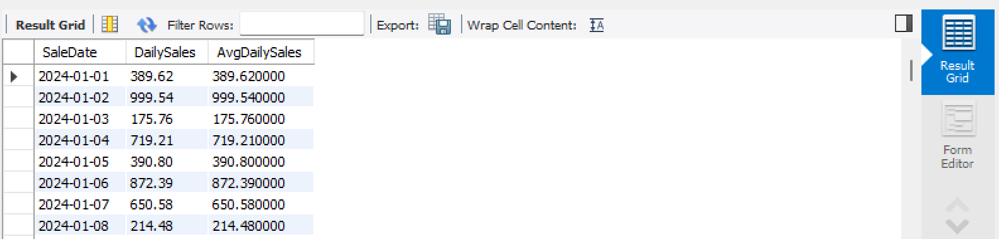 Result Grid Filter Rows: Export: Wrap Cell Content: IA
SaleDate DailySales AvgDailySales
2024-01-01 389.62 389.620000
2024-01-02 999.54 999.540000
2024-01-03 175.76 175.760000
2024-01-04 719.21 719.210000
2024-01-05 390.80 390.800000
2024-01-06 872.39 872.390000
2024-01-07 650.58 650.580000
2024-01-08 214.48 214.480000
Result
Grid
Form
Editor